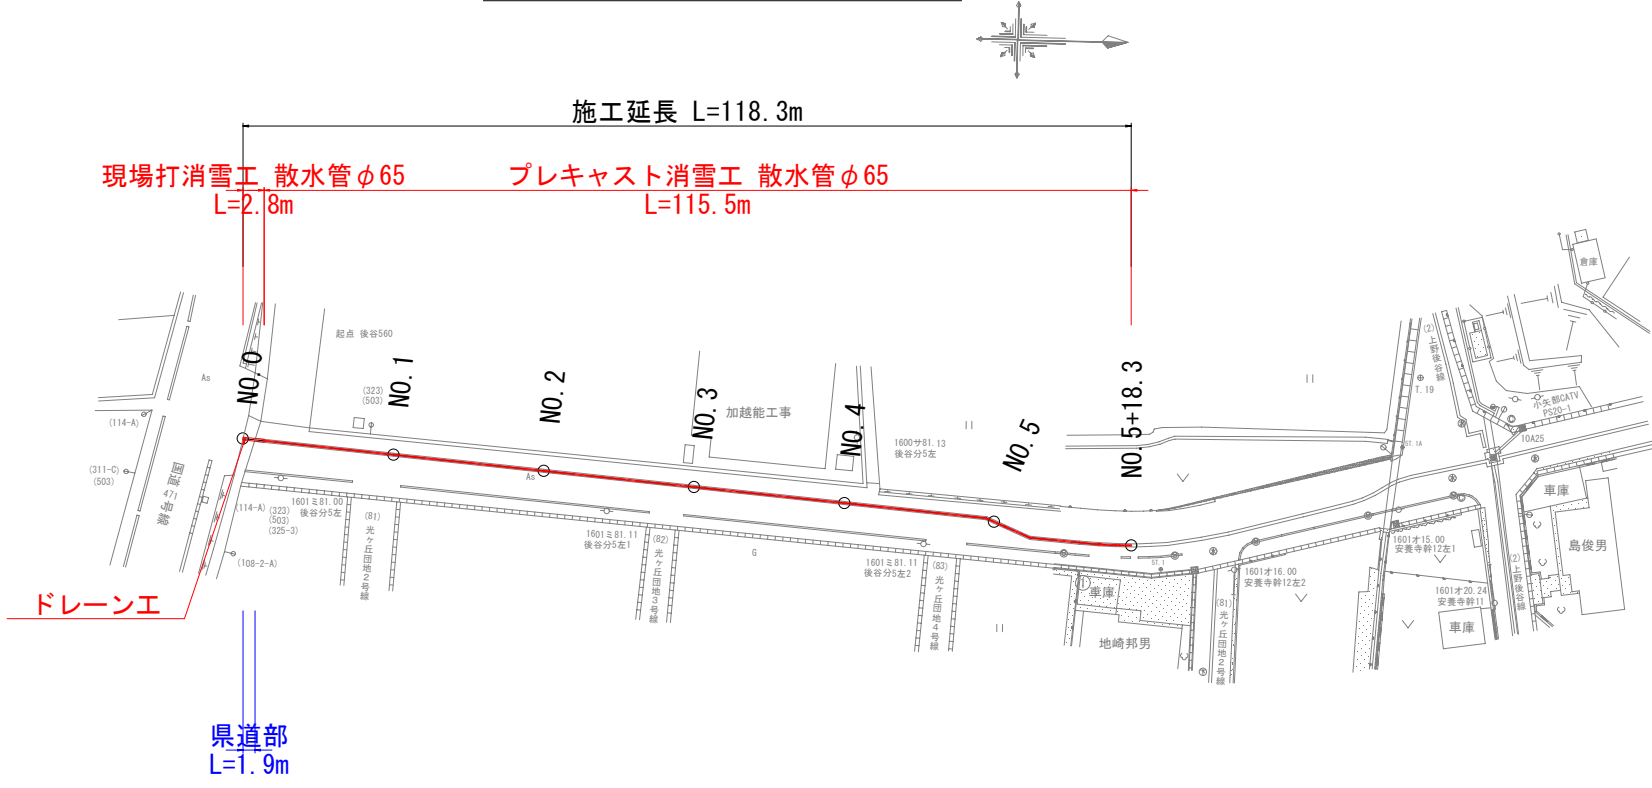 施工延長 L=118.3m
現場打消雪工 散水管φ65
L=2.8m
プレキャスト消雪工 散水管φ65
L=115.5m
起点 後谷560
NO.0
NO.1
NO.2
NO.3
NO.4
NO.5
NO.5+18.3
As
(323)
(503)
加越能工事
1600サ81.13
後谷分5左
(114-A)
(311-C)
(503)
国道
471
号線
(114-A)
(323)
(503)
(325-3)
(108-2-A)
1601ミ81.00
後谷分5左
(81)
光ヶ丘団地2号線
As
1601ミ81.11
後谷分5左1
(82)
光ヶ丘団地3号線
G
1601ミ81.11
後谷分5左2
(83)
光ヶ丘団地4号線
ST.1
車庫
地崎邦男
(81)
光ヶ丘団地2号線
1601オ16.00
安養寺幹12左2
1601オ15.00
安養寺幹12左1
1601オ20.24
安養寺幹11
車庫
(2)
上野後谷線
(2)
上野後谷線
T.19
ST.1A
小矢部CATV
PS20-1
10A25
倉庫
車庫
島俊男
ドレーン工
県道部
L=1.9m